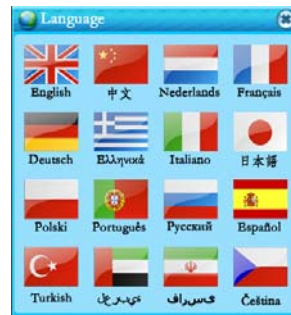 Language
English 中文 Nederlands Français
Deutsch Ελληνικά Italiano 日本語
Polski Português Русский Español
Turkish Čeština